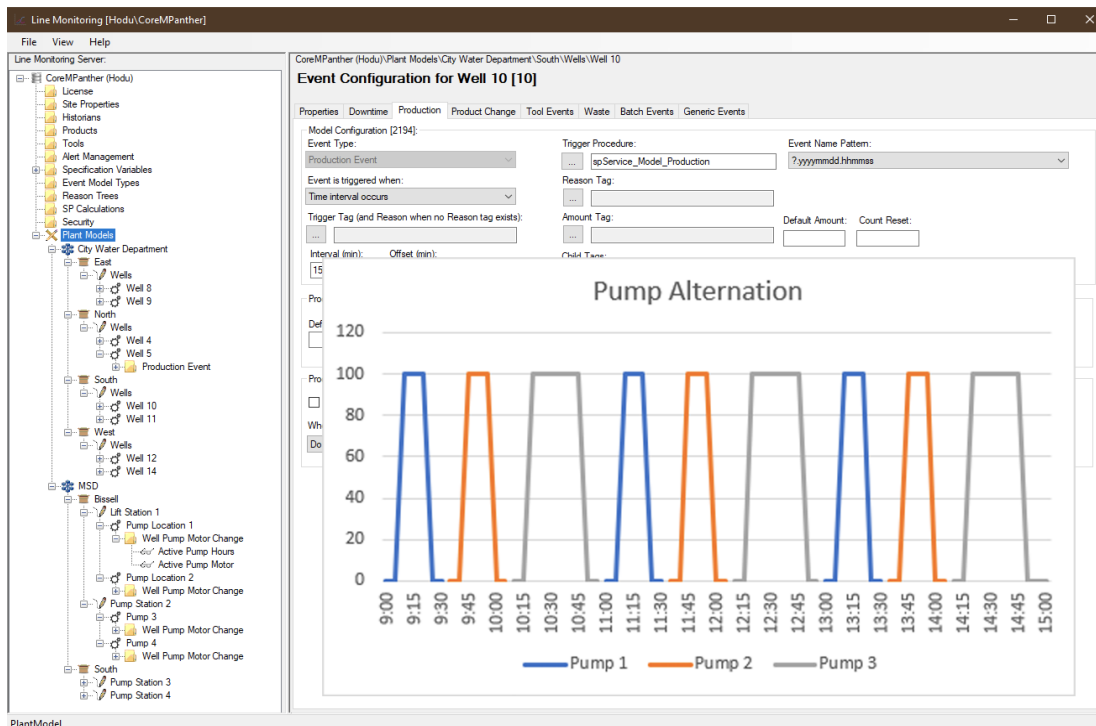 Line Monitoring [Hodu\CoreMPanther]
File View Help
Line Monitoring Server:
CoreMPanther (Hodu)
License
Site Properties
Historians
Products
Tools
Alert Management
Specification Variables
Event Model Types
Reason Trees
SP Calculations
Security
Plant Models
City Water Department
East
Wells
Well 8
Well 9
North
Wells
Well 4
Well 5
Production Event
South
Wells
Well 10
Well 11
West
Wells
Well 12
Well 14
MSD
Bissell
Lift Station 1
Pump Location 1
Well Pump Motor Change
Active Pump Hours
Active Pump Motor
Pump Location 2
Well Pump Motor Change
Pump Station 2
Pump 3
Well Pump Motor Change
Pump 4
Well Pump Motor Change
South
Pump Station 3
Pump Station 4
PlantModel
CoreMPanther (Hodu)\Plant Models\City Water Department\South\Wells\Well 10
Event Configuration for Well 10 [10]
Properties Downtime Production Product Change Tool Events Waste Batch Events Generic Events
Model Configuration [2194]:
Event Type: Trigger Procedure: Event Name Pattern:
Production Event ... spService_Model_Production ?.yyyymmdd.hhmmss
Event is triggered when: Reason Tag:
Time interval occurs ...
Trigger Tag (and Reason when no Reason tag exists): Amount Tag: Default Amount: Count Reset:
... ...
Interval (min): Offset (min): Child Tags:
15
Pro
Def
Pro
Whe
Do
Pump Alternation
120
100
80
60
40
20
0
9:00 9:15 9:30 9:45 10:00 10:15 10:30 10:45 11:00 11:15 11:30 11:45 12:00 12:15 12:30 12:45 13:00 13:15 13:30 13:45 14:00 14:15 14:30 14:45 15:00
Pump 1 Pump 2 Pump 3